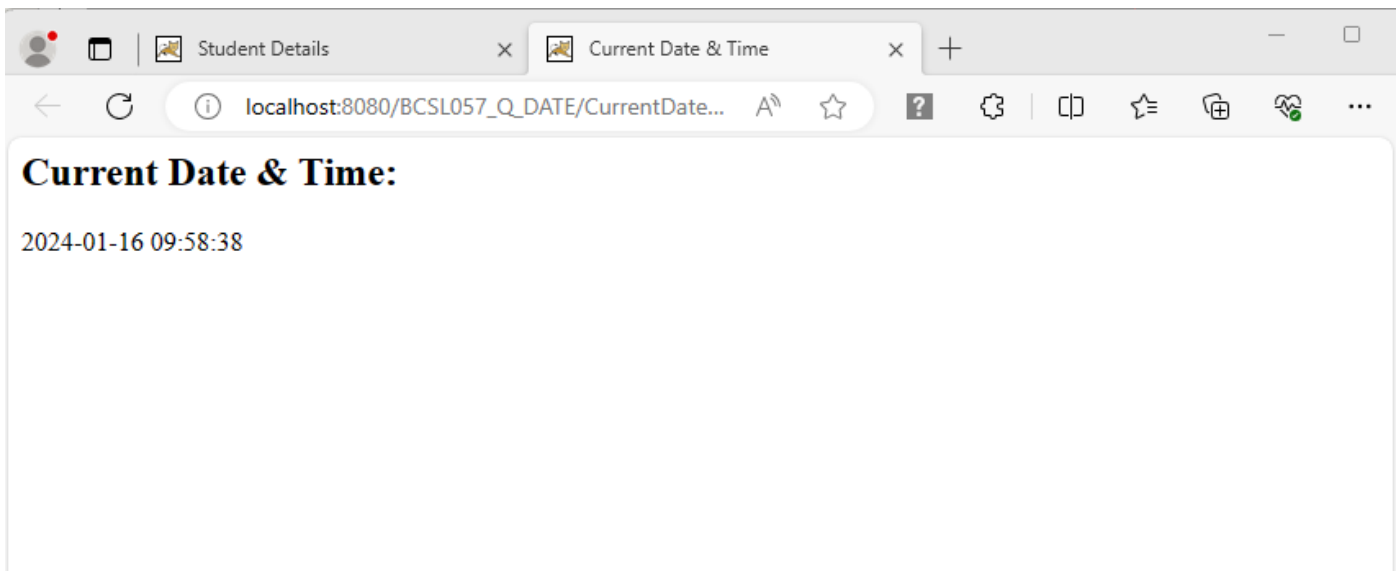 Student Details
Current Date & Time
localhost:8080/BCSL057_Q_DATE/CurrentDate...
Current Date & Time:
2024-01-16 09:58:38